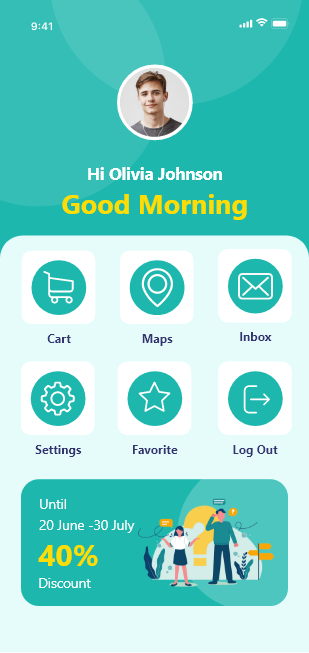 9:41
Hi Olivia Johnson
Good Morning
Cart
Maps
Inbox
Settings
Favorite
Log Out
Until
20 June -30 July
40%
Discount